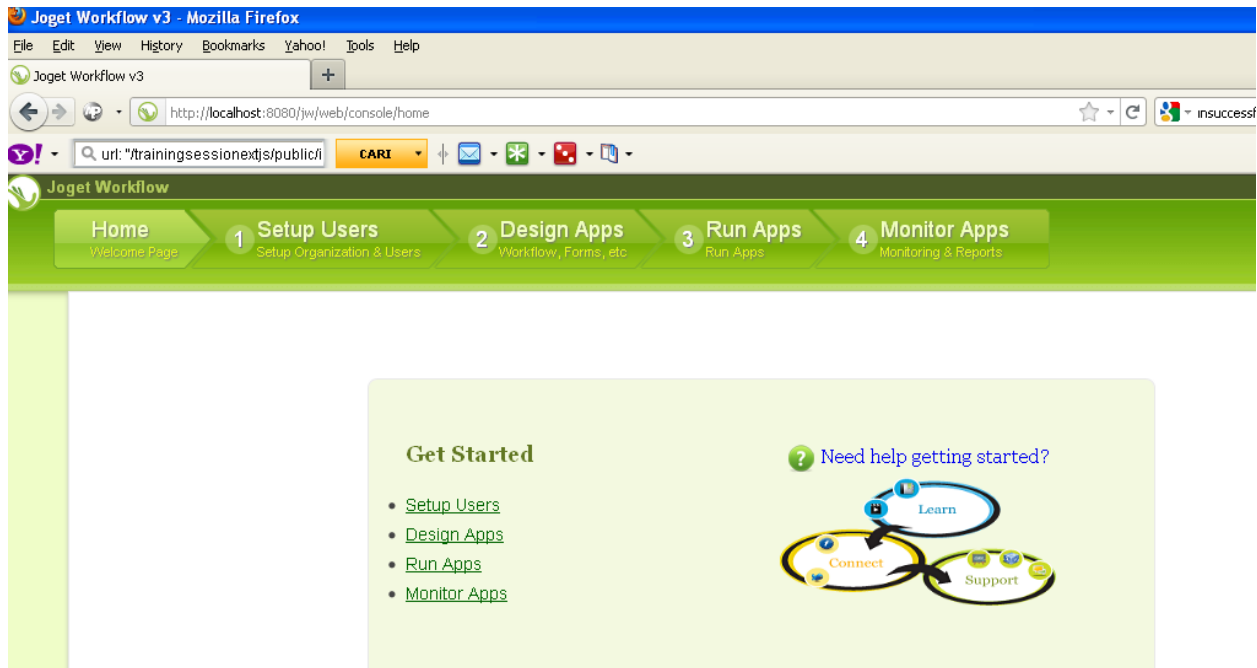 Joget Workflow v3 - Mozilla Firefox
File Edit View History Bookmarks Yahoo! Tools Help
Joget Workflow v3 +
http://localhost:8080/jw/web/console/home
url: "/trainingsessionextjs/public/i CARI
Joget Workflow
Home 1 Setup Users 2 Design Apps 3 Run Apps 4 Monitor Apps
Welcome Page Setup Organization & Users Workflow, Forms, etc Run Apps Monitoring & Reports
Get Started
? Need help getting started?
Setup Users
Design Apps
Run Apps
Monitor Apps
Learn
Connect
Support